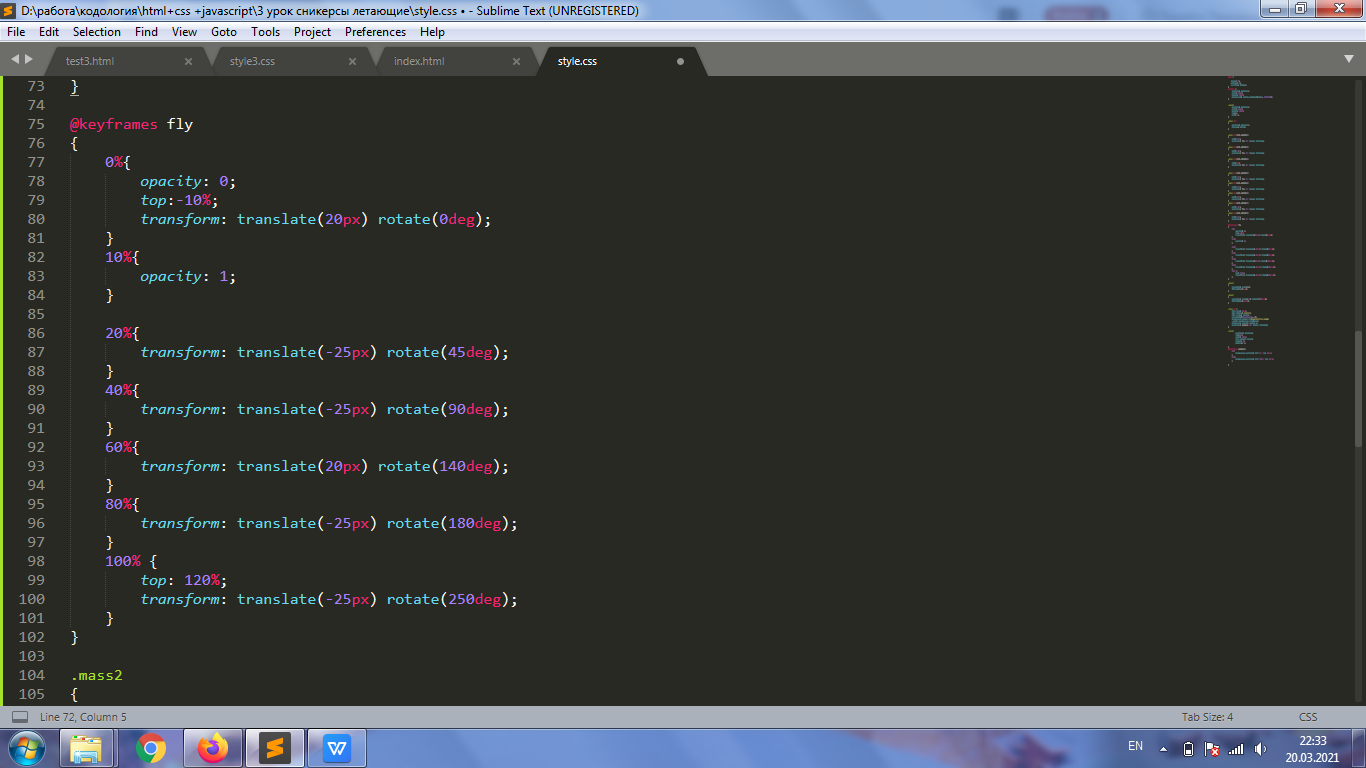 D:\работа\кодология\html+css +javascript\3 урок сникерсы летающие\style.css • - Sublime Text (UNREGISTERED)
File Edit Selection Find View Goto Tools Project Preferences Help
test3.html × style3.css × index.html × style.css
73 }
74
75 @keyframes fly
76 {
77 0%{
78 opacity: 0;
79 top:-10%;
80 transform: translate(20px) rotate(0deg);
81 }
82 10%{
83 opacity: 1;
84 }
85
86 20%{
87 transform: translate(-25px) rotate(45deg);
88 }
89 40%{
90 transform: translate(-25px) rotate(90deg);
91 }
92 60%{
93 transform: translate(20px) rotate(140deg);
94 }
95 80%{
96 transform: translate(-25px) rotate(180deg);
97 }
98 100% {
99 top: 120%;
100 transform: translate(-25px) rotate(250deg);
101 }
102 }
103
104 .mass2
105 {
Line 72, Column 5 Tab Size: 4 CSS
EN 22:33
20.03.2021